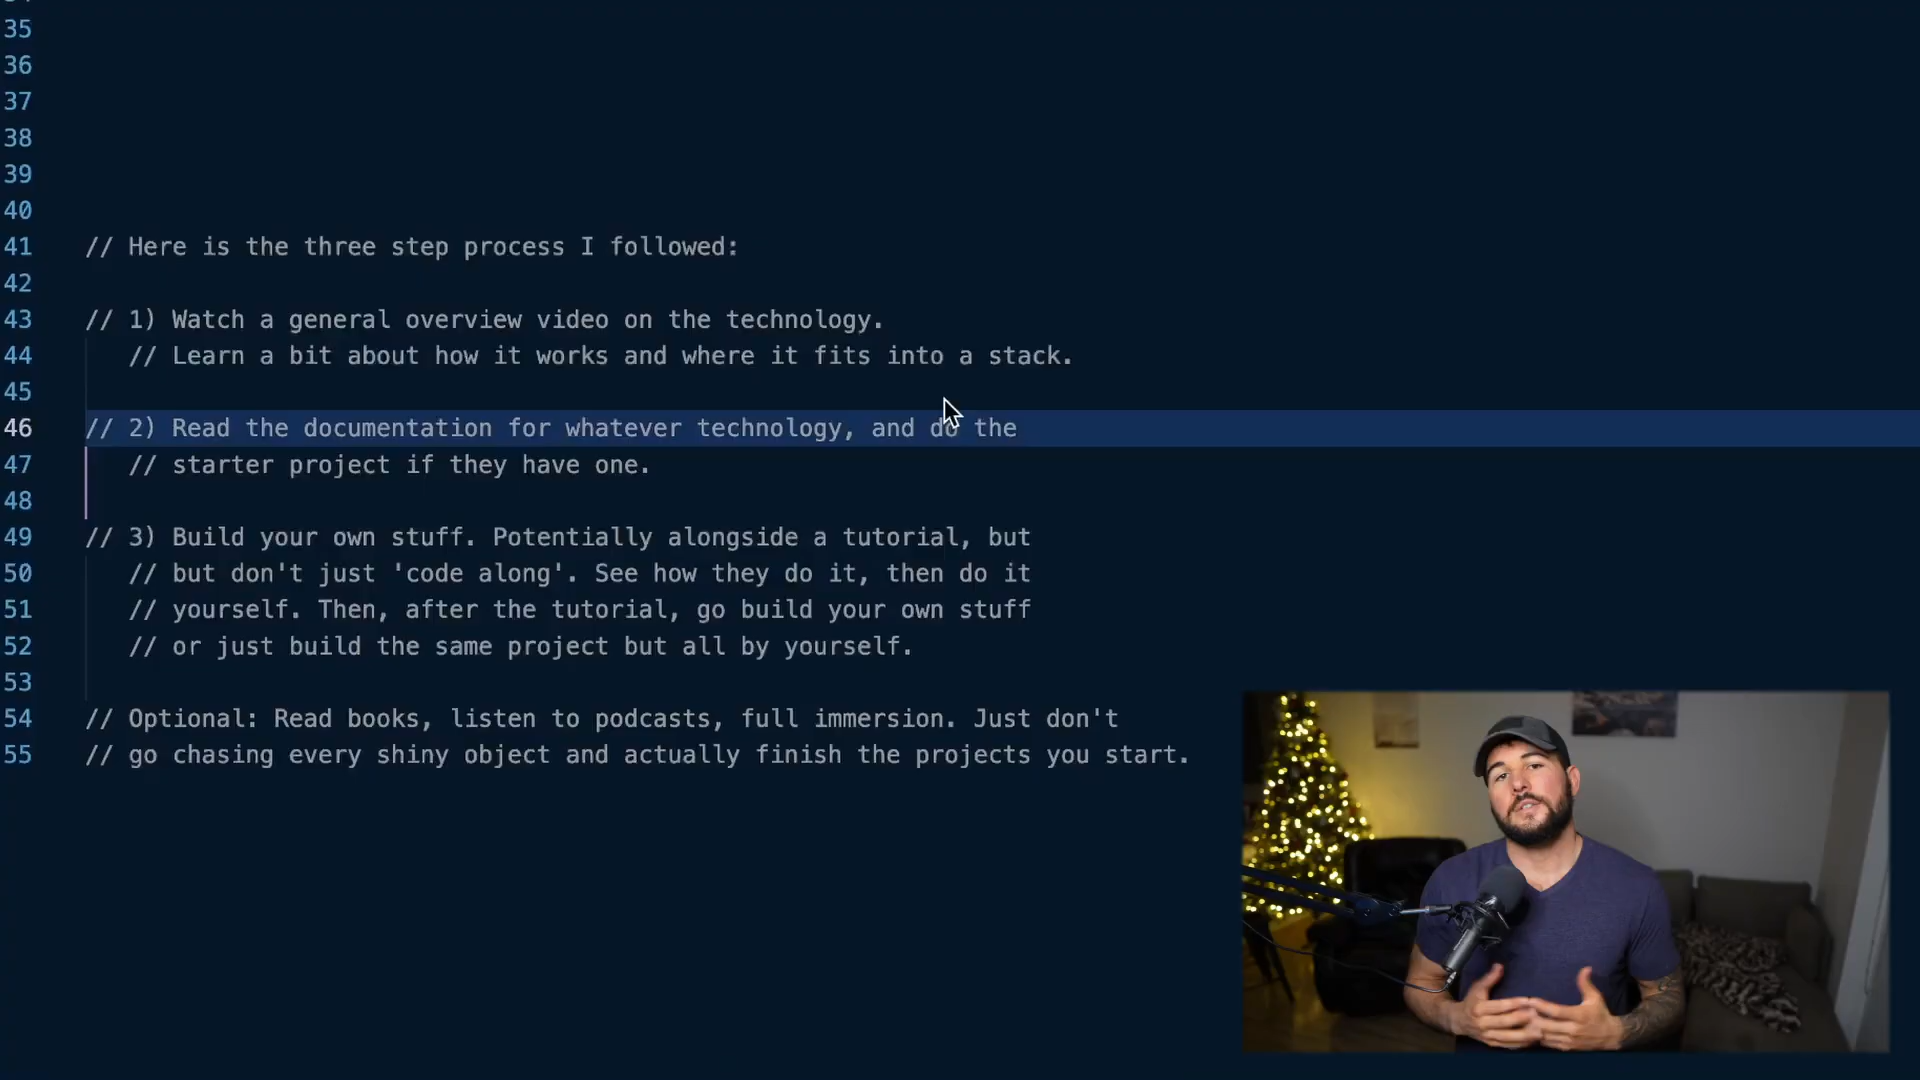 35
36
37
38
39
40
41 // Here is the three step process I followed:
42
43 // 1) Watch a general overview video on the technology.
44 // Learn a bit about how it works and where it fits into a stack.
45
46 // 2) Read the documentation for whatever technology, and do the
47 // starter project if they have one.
48
49 // 3) Build your own stuff. Potentially alongside a tutorial, but
50 // but don't just 'code along'. See how they do it, then do it
51 // yourself. Then, after the tutorial, go build your own stuff
52 // or just build the same project but all by yourself.
53
54 // Optional: Read books, listen to podcasts, full immersion. Just don't
55 // go chasing every shiny object and actually finish the projects you start.